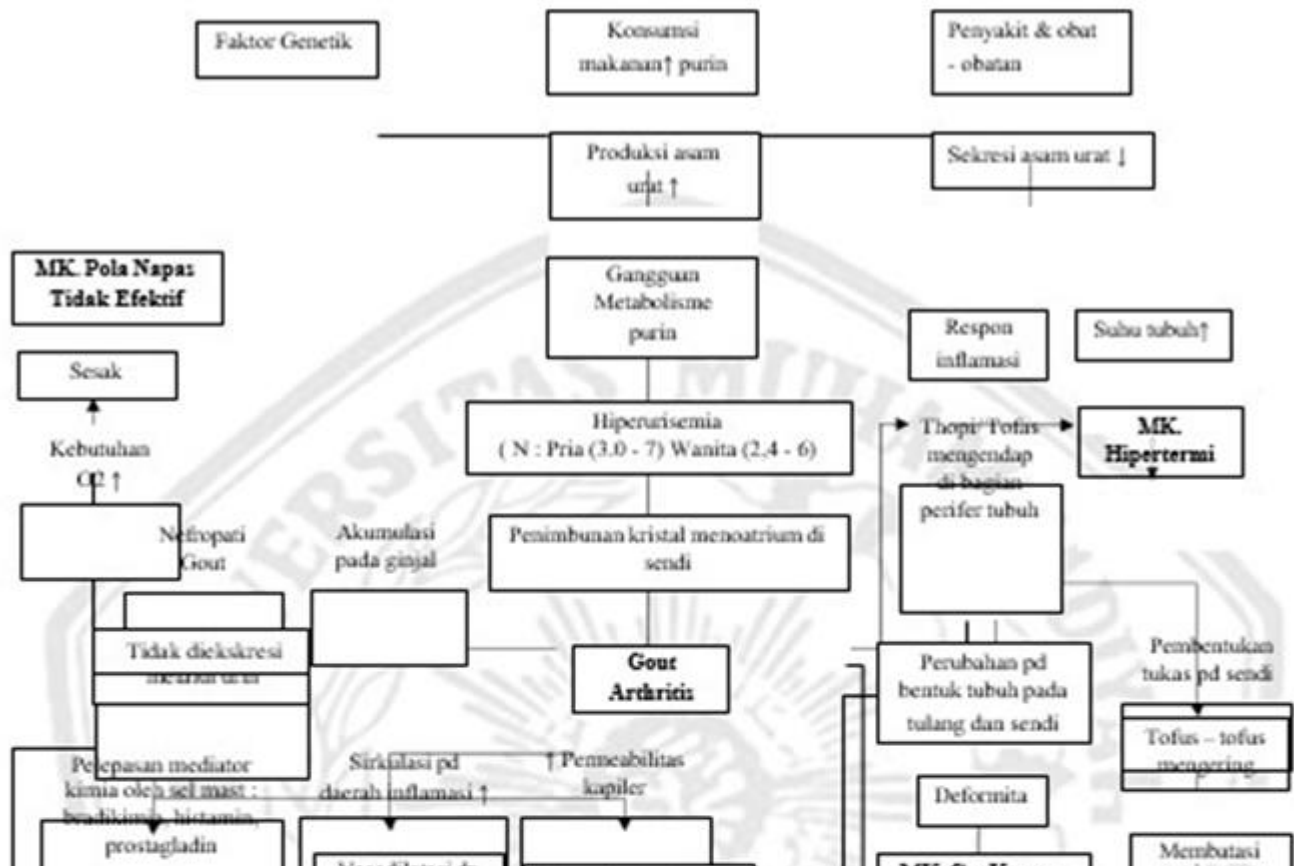 Faktor Genetik
Konsumsi
makanan↑ purin
Penyakit & obat
- obatan
Produksi asam
urat ↑
Sekresi asam urat ↓
MK. Pola Napas
Tidak Efektif
Gangguan
Metabolisme
purin
Respon
inflamasi
Suhu tubuh↑
Sesak
Hiperurisemia
( N : Pria (3.0 - 7) Wanita (2,4 - 6)
Thopi/ Tofus
mengendap
di bagian
perifer tubuh
MK.
Hipertermi
Kebutuhan
O2 ↑
Nefropati
Gout
Akumulasi
pada ginjal
Penimbunan kristal menoatrium di
sendi
Tidak diekskresi
Gout
Arthritis
Perubahan pd
bentuk tubuh pada
tulang dan sendi
Pembentukan
tukas pd sendi
Tofus – tofus
mengering
Pelepasan mediator
kimia oleh sel mast :
bradikinin, histamin,
prostagladin
Sirkulasi pd
daerah inflamasi ↑
↑ Permeabilitas
kapiler
Deformita
Membatasi
UNIVERSITAS MUHAMMADIYAH